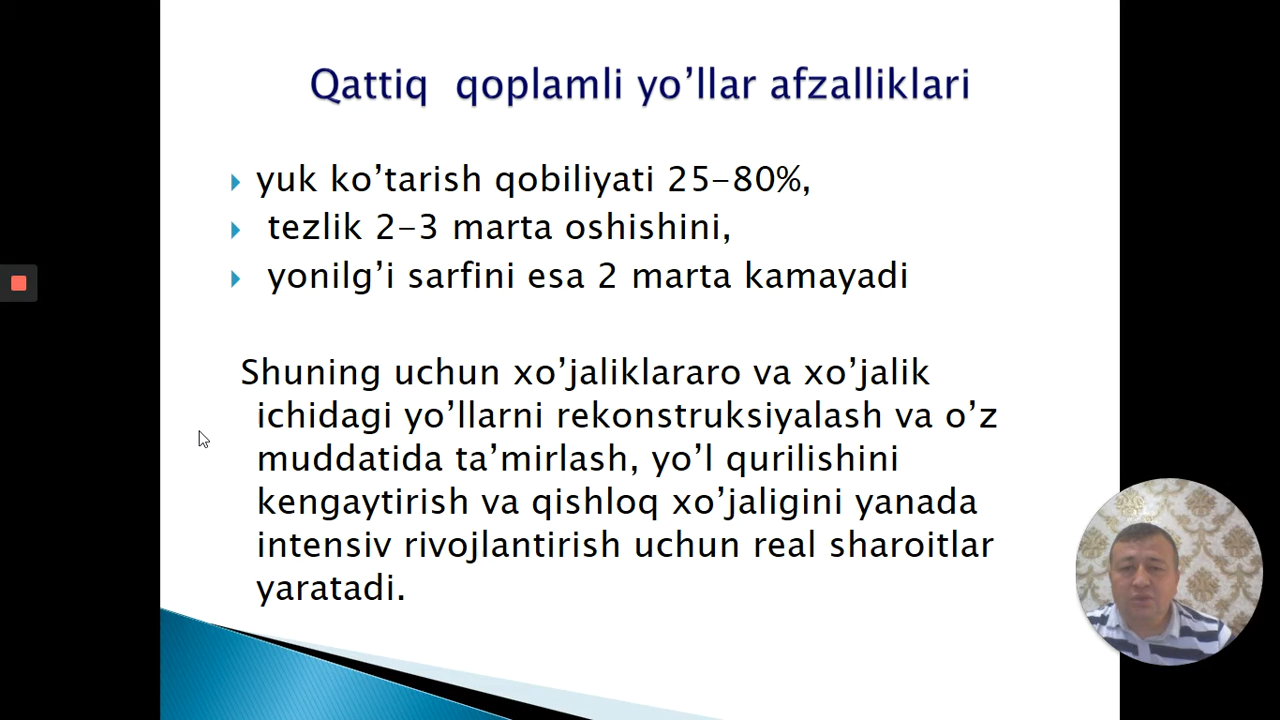 Qattiq qoplamli yo’llar afzalliklari
yuk ko’tarish qobiliyati 25-80%,
tezlik 2-3 marta oshishini,
yonilg’i sarfini esa 2 marta kamayadi
Shuning uchun xo’jaliklararo va xo’jalik
ichidagi yo’llarni rekonstruksiyalash va o’z
muddatida ta’mirlash, yo’l qurilishini
kengaytirish va qishloq xo’jaligini yanada
intensiv rivojlantirish uchun real sharoitlar
yaratadi.